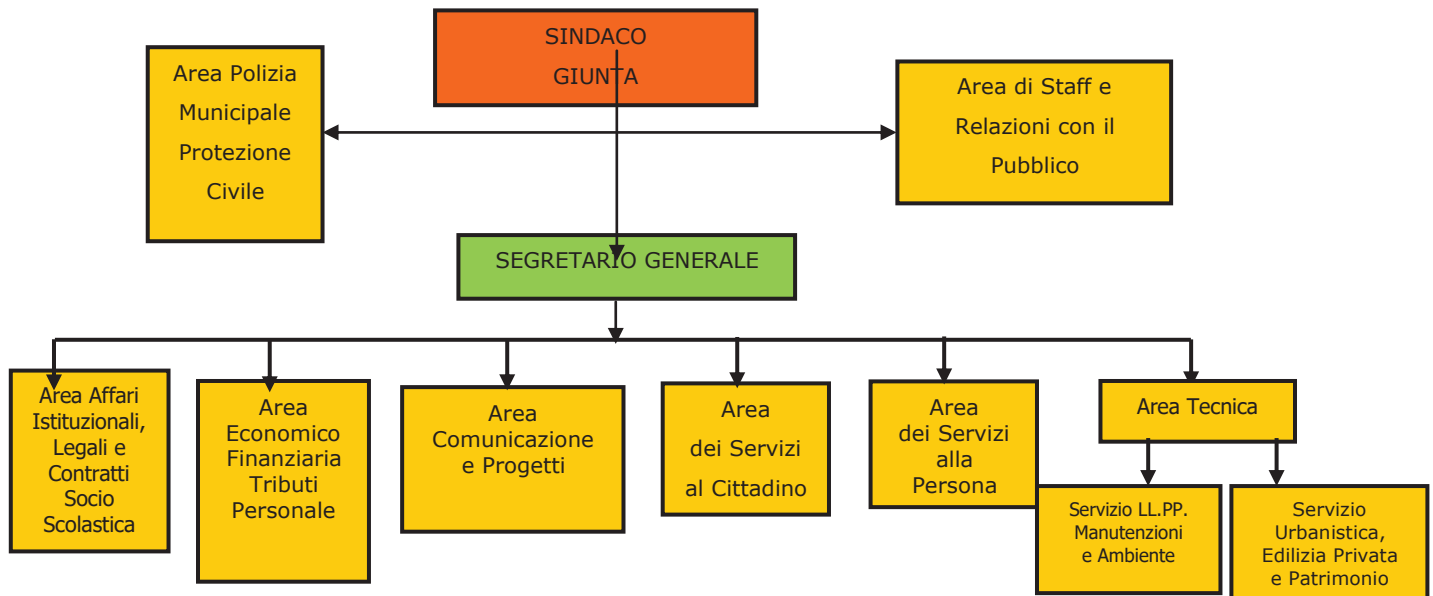 SINDACO
GIUNTA
Area Polizia
Municipale
Protezione
Civile
Area di Staff e
Relazioni con il
Pubblico
SEGRETARIO GENERALE
Area Affari
Istituzionali,
Legali e
Contratti
Socio
Scolastica
Area
Economico
Finanziaria
Tributi
Personale
Area
Comunicazione
e Progetti
Area
dei Servizi
al Cittadino
Area
dei Servizi
alla
Persona
Area Tecnica
Servizio LL.PP.
Manutenzioni
e Ambiente
Servizio
Urbanistica,
Edilizia Privata
e Patrimonio